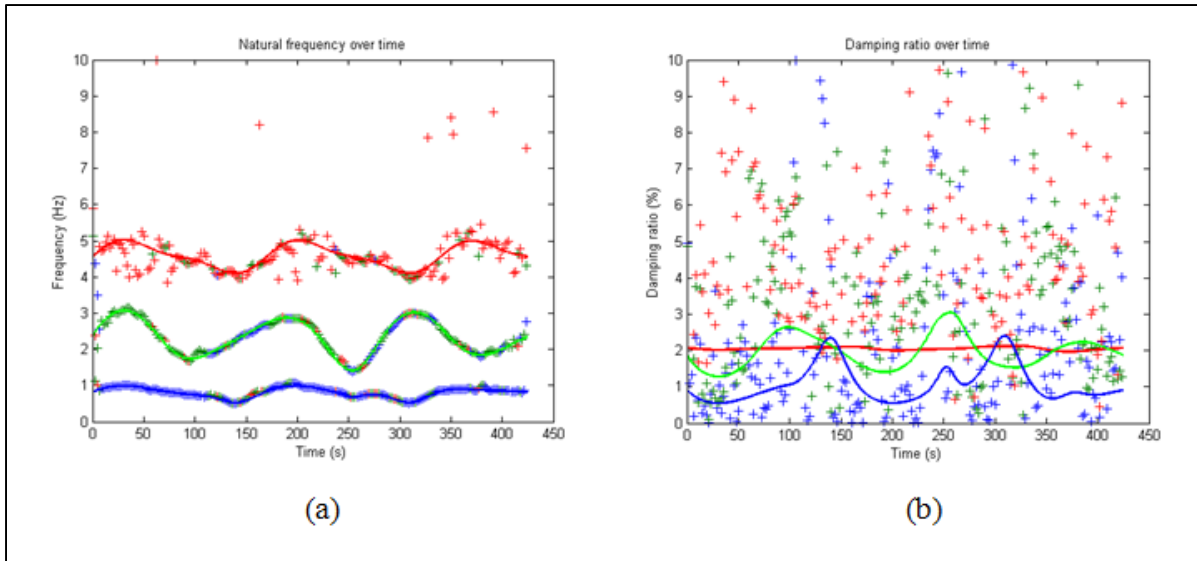 Natural frequency over time
10
9
8
7
6
5
4
3
2
1
0
Frequency (Hz)
0 50 100 150 200 250 300 350 400 450
Time (s)
(a)
Damping ratio over time
10
9
8
7
6
5
4
3
2
1
0
Damping ratio (%)
0 50 100 150 200 250 300 350 400 450
Time (s)
(b)